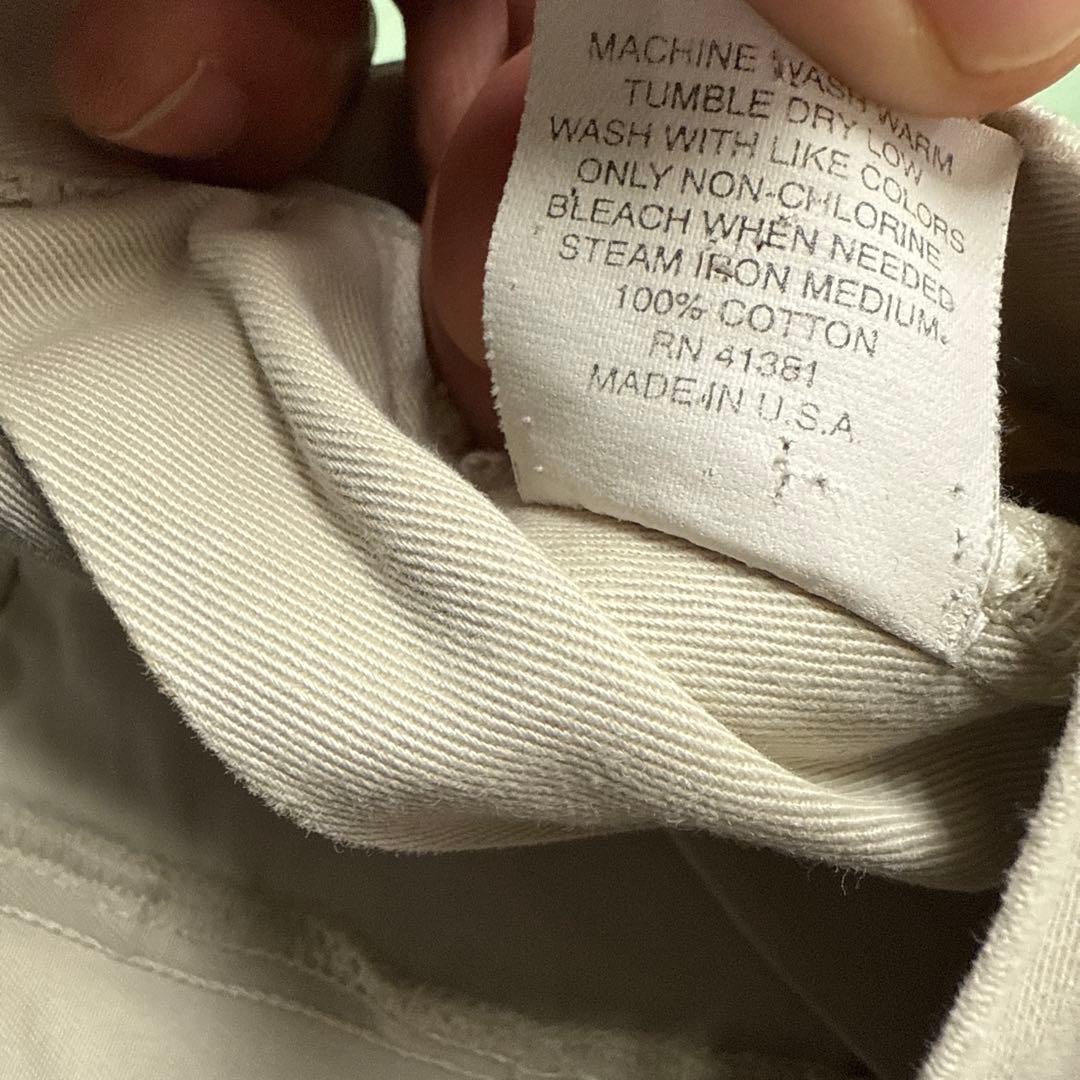 MACHINE WASH WARM
TUMBLE DRY LOW
WASH WITH LIKE COLORS
ONLY NON-CHLORINE
BLEACH WHEN NEEDED
STEAM IRON MEDIUM.
100% COTTON
RN 41381
MADE IN U.S.A.